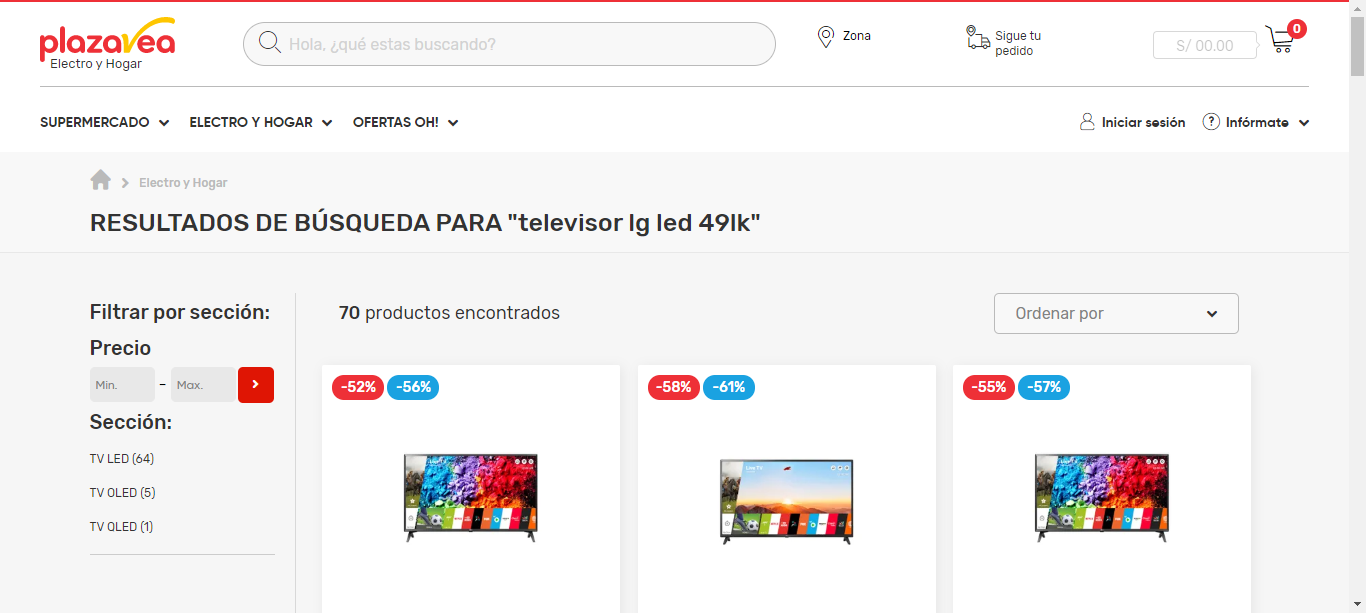 plazavea
Electro y Hogar
Hola, ¿qué estas buscando?
Zona
Sigue tu
pedido
S/ 00.00
0
SUPERMERCADO
ELECTRO Y HOGAR
OFERTAS OH!
Iniciar sesión
? Infórmate
Electro y Hogar
RESULTADOS DE BÚSQUEDA PARA "televisor lg led 49lk"
Filtrar por sección:
70 productos encontrados
Ordenar por
Precio
Min. – Max.
Sección:
TV LED (64)
TV OLED (5)
TV QLED (1)
-52% -56%
-58% -61%
-55% -57%
Live TV